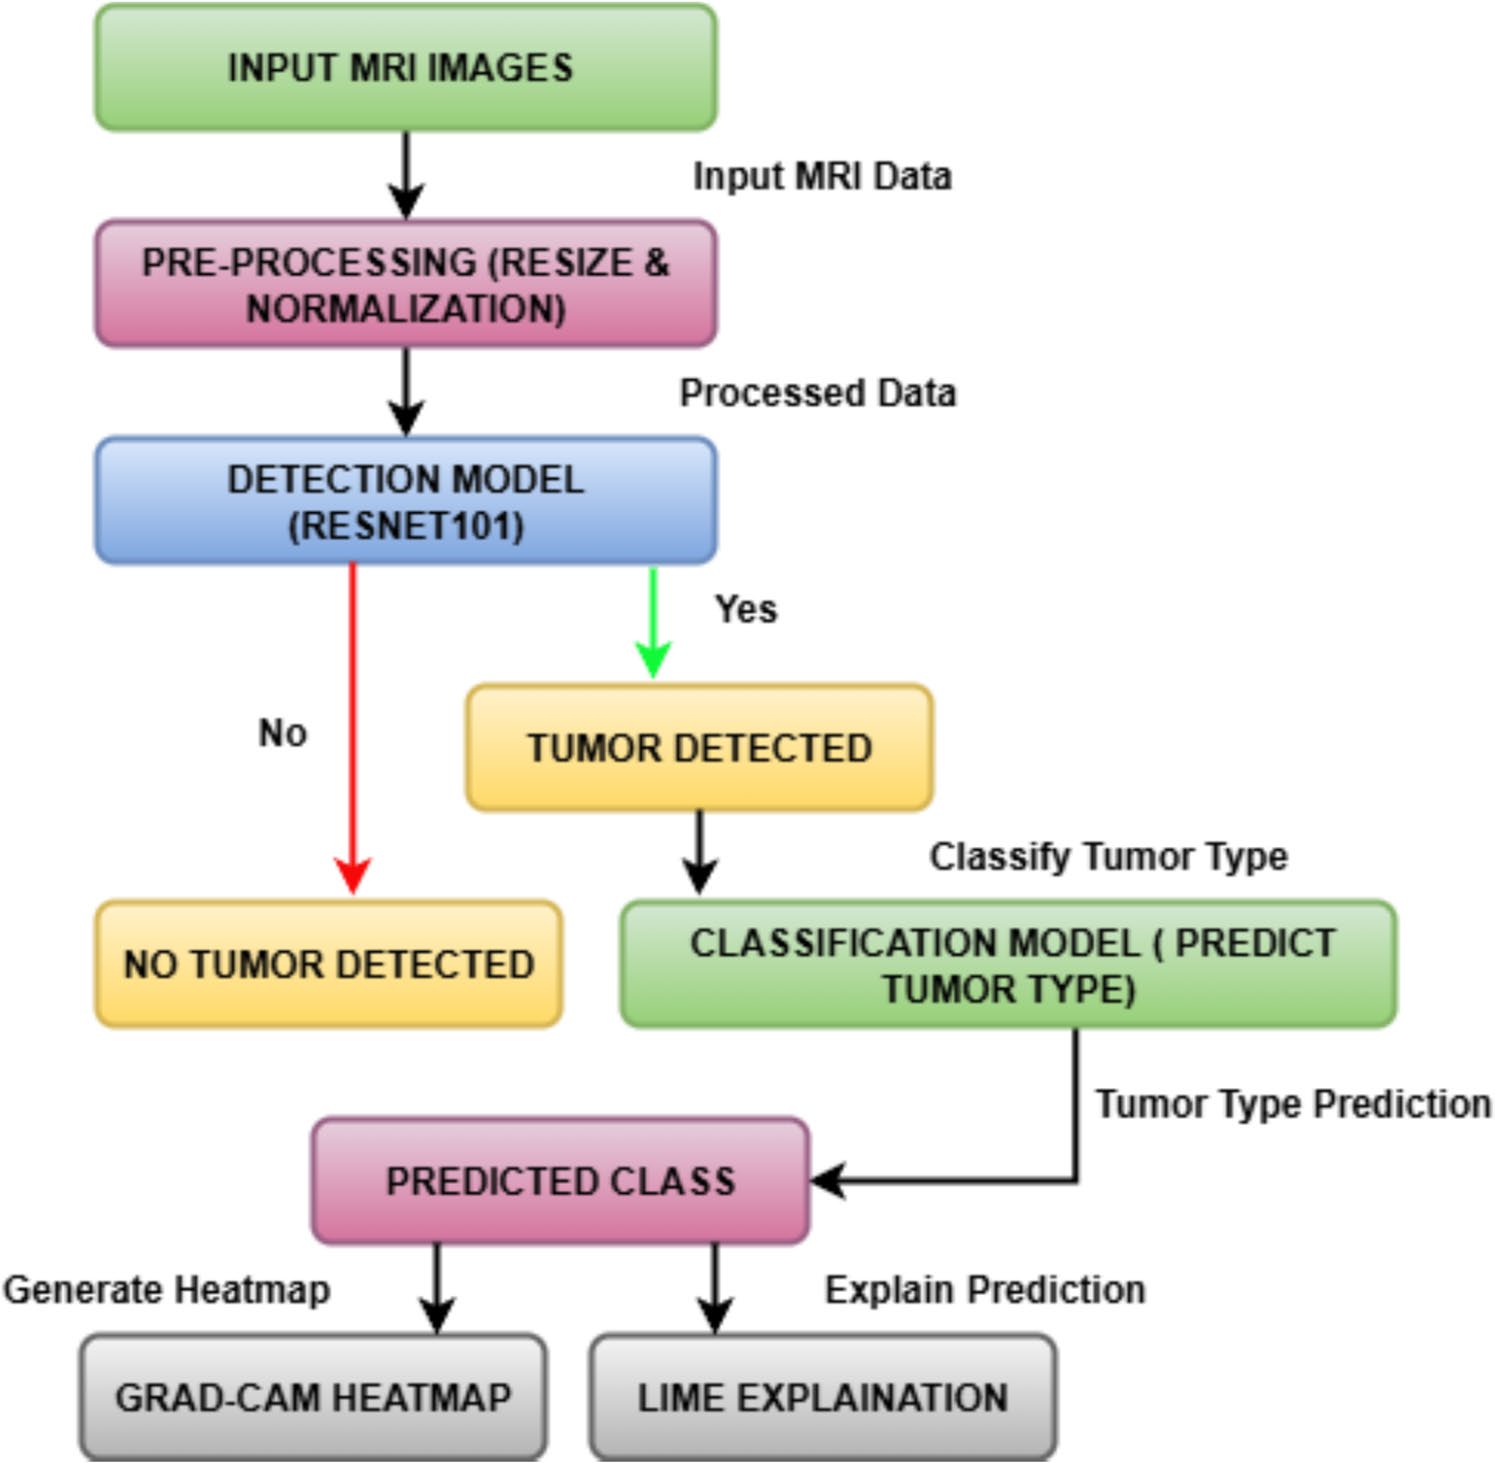 INPUT MRI IMAGES
Input MRI Data
PRE-PROCESSING (RESIZE &
NORMALIZATION)
Processed Data
DETECTION MODEL
(RESNET101)
Yes
No
TUMOR DETECTED
Classify Tumor Type
NO TUMOR DETECTED
CLASSIFICATION MODEL ( PREDICT
TUMOR TYPE)
Tumor Type Prediction
PREDICTED CLASS
Generate Heatmap
Explain Prediction
GRAD-CAM HEATMAP
LIME EXPLAINATION